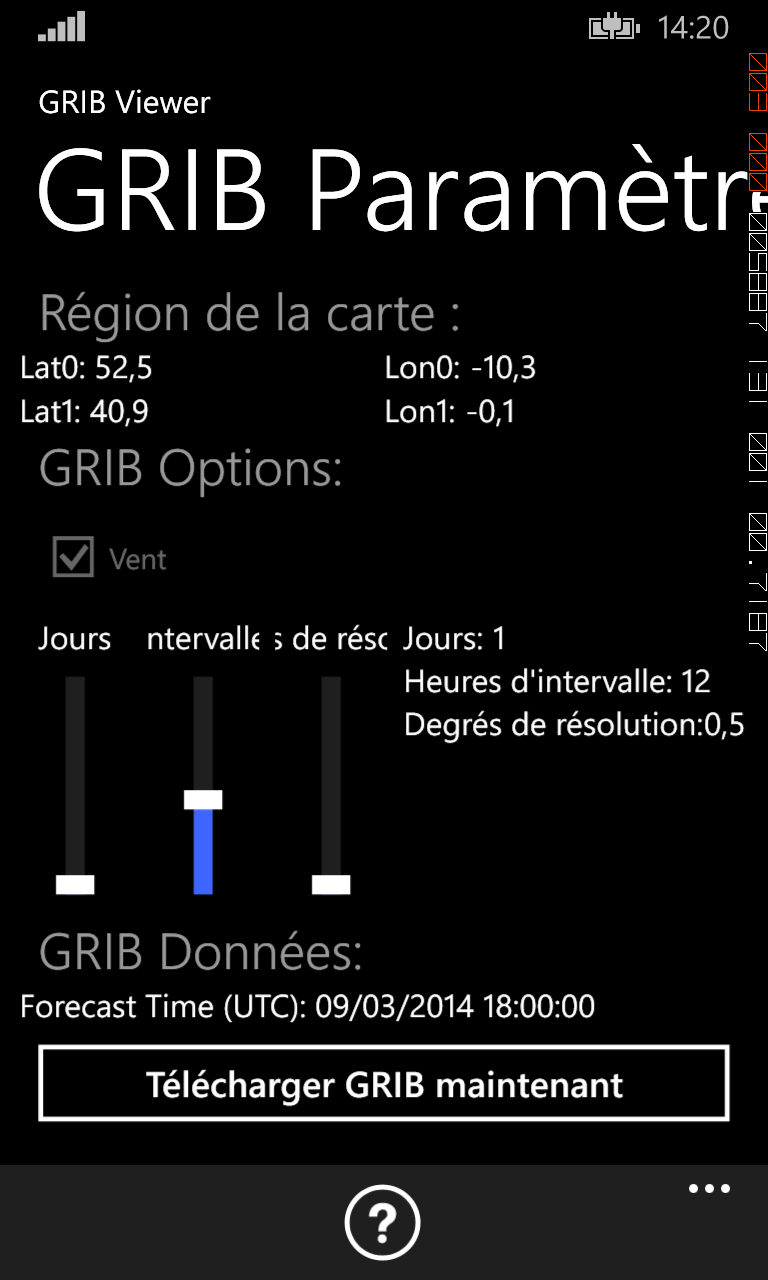 14:20
GRIB Viewer
GRIB Paramètr
Région de la carte :
Lat0: 52,5 Lon0: -10,3
Lat1: 40,9 Lon1: -0,1
GRIB Options:
Vent
Jours ntervalle s de réso Jours: 1
Heures d'intervalle: 12
Degrés de résolution:0,5
GRIB Données:
Forecast Time (UTC): 09/03/2014 18:00:00
Télécharger GRIB maintenant
?